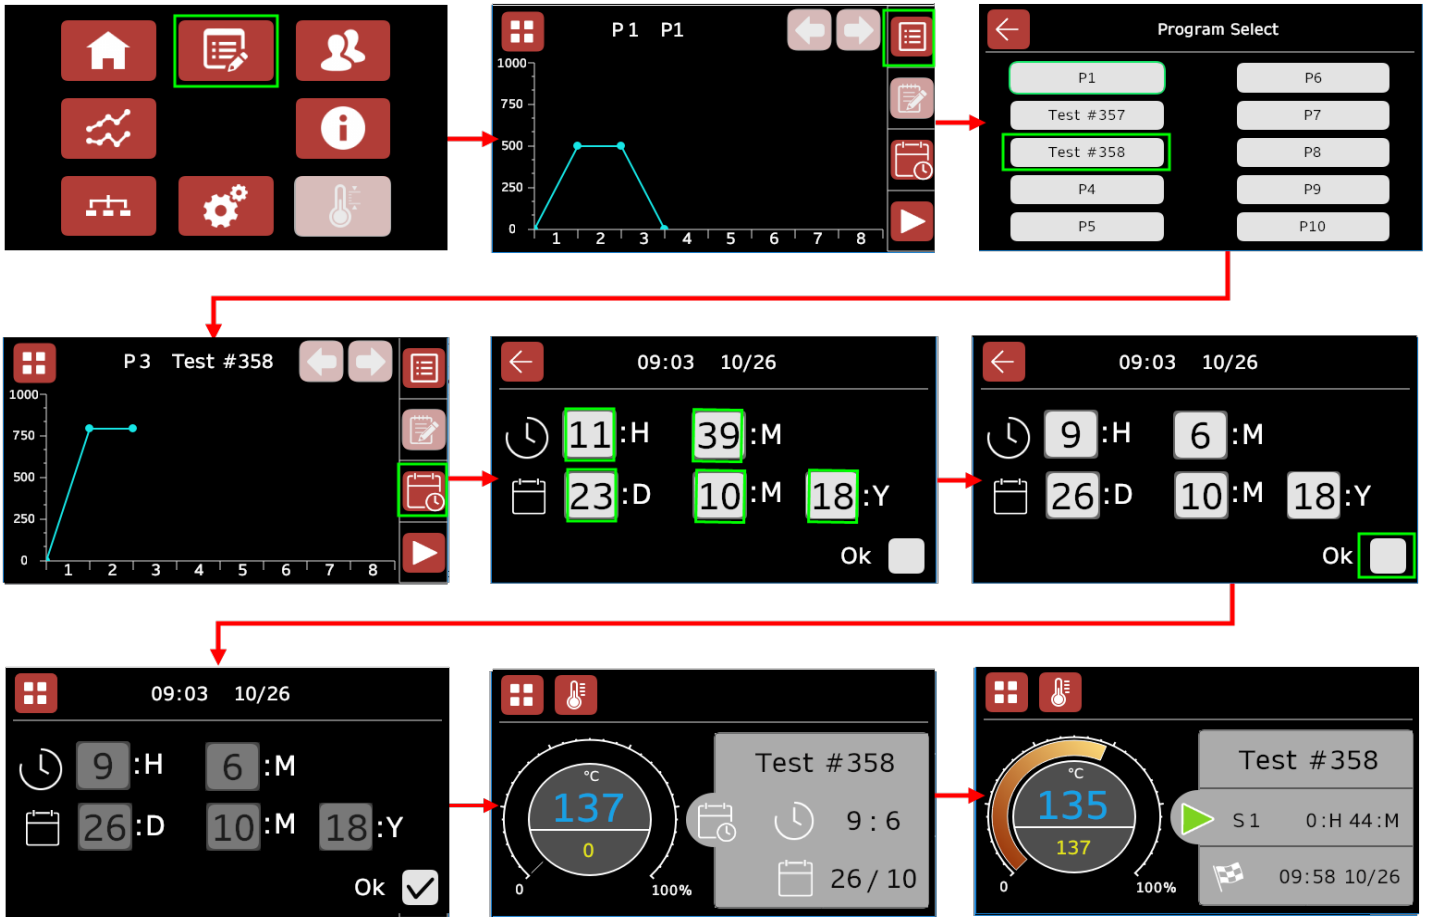 P 1 P1
1000
750
500
250
0
1 2 3 4 5 6 7 8
Program Select
P1 P6
Test #357 P7
Test #358 P8
P4 P9
P5 P10
P 3 Test #358
1000
750
500
250
0
1 2 3 4 5 6 7 8
09:03 10/26
11 :H 39 :M
23 :D 10 :M 18 :Y
Ok
09:03 10/26
9 :H 6 :M
26 :D 10 :M 18 :Y
Ok
09:03 10/26
9 :H 6 :M
26 :D 10 :M 18 :Y
Ok
°C
137
0
0 100%
Test #358
9 : 6
26 / 10
°C
135
137
0 100%
Test #358
S 1 0 :H 44 :M
09:58 10/26